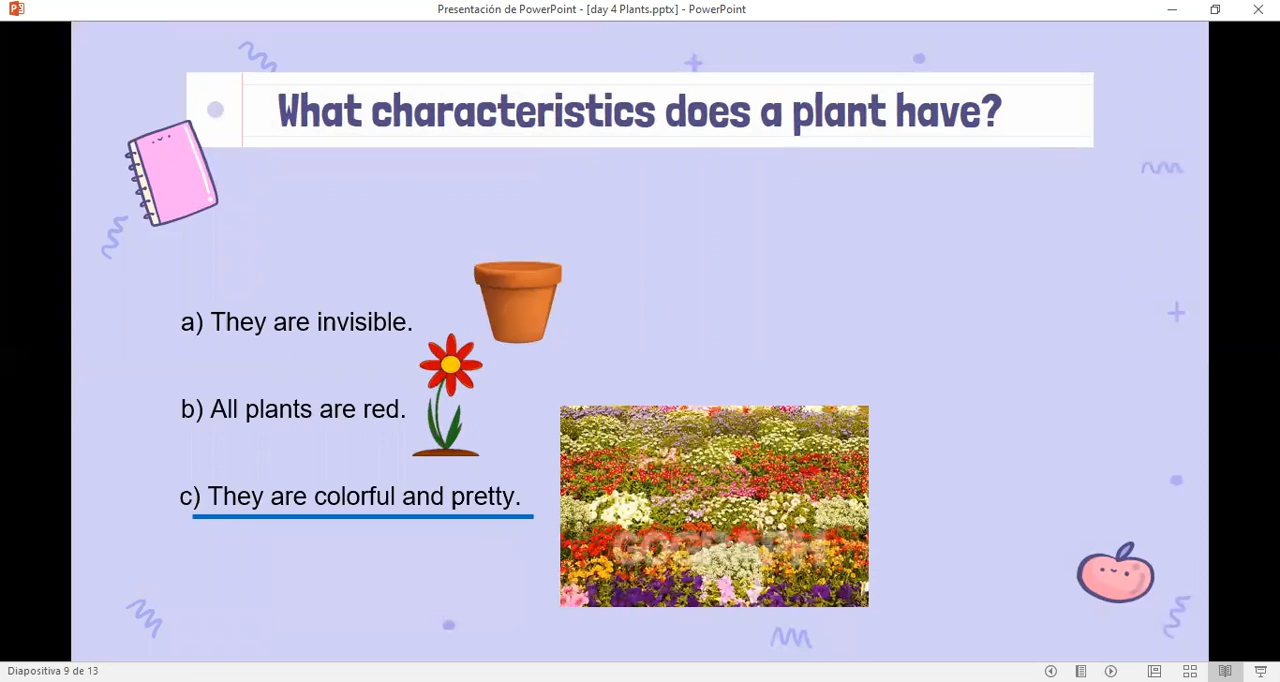 Presentación de PowerPoint - [day 4 Plants.pptx] - PowerPoint
What characteristics does a plant have?
a) They are invisible.
b) All plants are red.
c) They are colorful and pretty.
GOGRAPH
Diapositiva 9 de 13